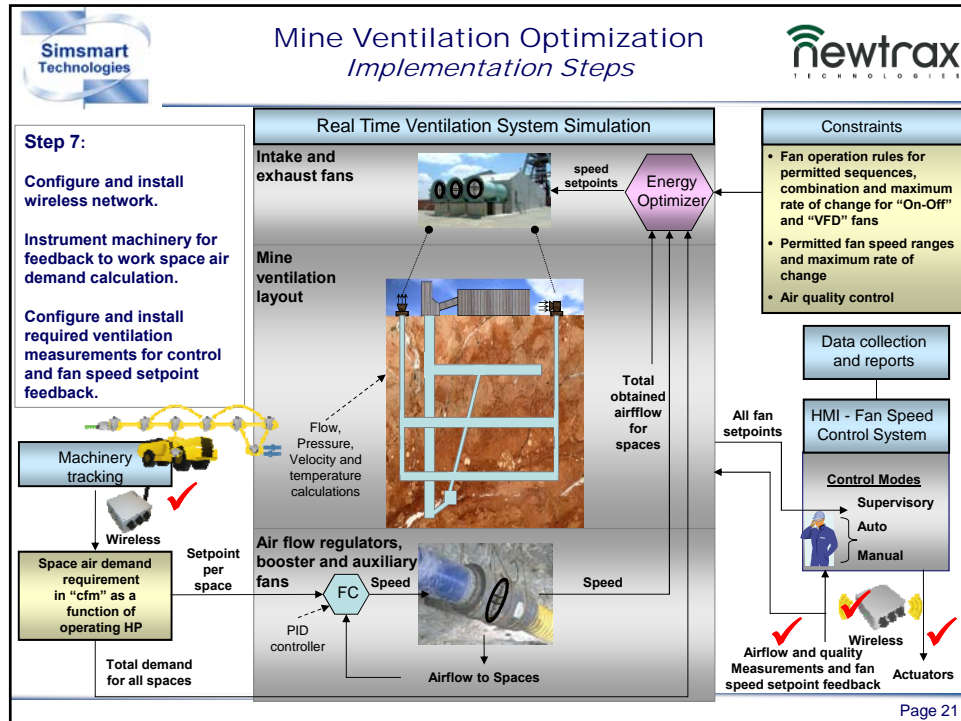 Simsmart
Technologies
Mine Ventilation Optimization
Implementation Steps
newtrax
TECHNOLOGIES
Step 7:
Configure and install
wireless network.
Instrument machinery for
feedback to work space air
demand calculation.
Configure and install
required ventilation
measurements for control
and fan speed setpoint
feedback.
Machinery
tracking
Wireless
Space air demand
requirement
in “cfm” as a
function of
operating HP
Total demand
for all spaces
Setpoint
per
space
Real Time Ventilation System Simulation
Intake and
exhaust fans
speed
setpoints
Energy
Optimizer
Mine
ventilation
layout
Flow,
Pressure,
Velocity and
temperature
calculations
Total
obtained
airfflow
for
spaces
Air flow regulators,
booster and auxiliary
fans
FC
Speed
Speed
PID
controller
Airflow to Spaces
Constraints
• Fan operation rules for
permitted sequences,
combination and maximum
rate of change for “On-Off”
and “VFD” fans
• Permitted fan speed ranges
and maximum rate of
change
• Air quality control
Data collection
and reports
All fan
setpoints
HMI - Fan Speed
Control System
Control Modes
Supervisory
Auto
Manual
Wireless
Airflow and quality
Measurements and fan
speed setpoint feedback
Actuators
Page 21